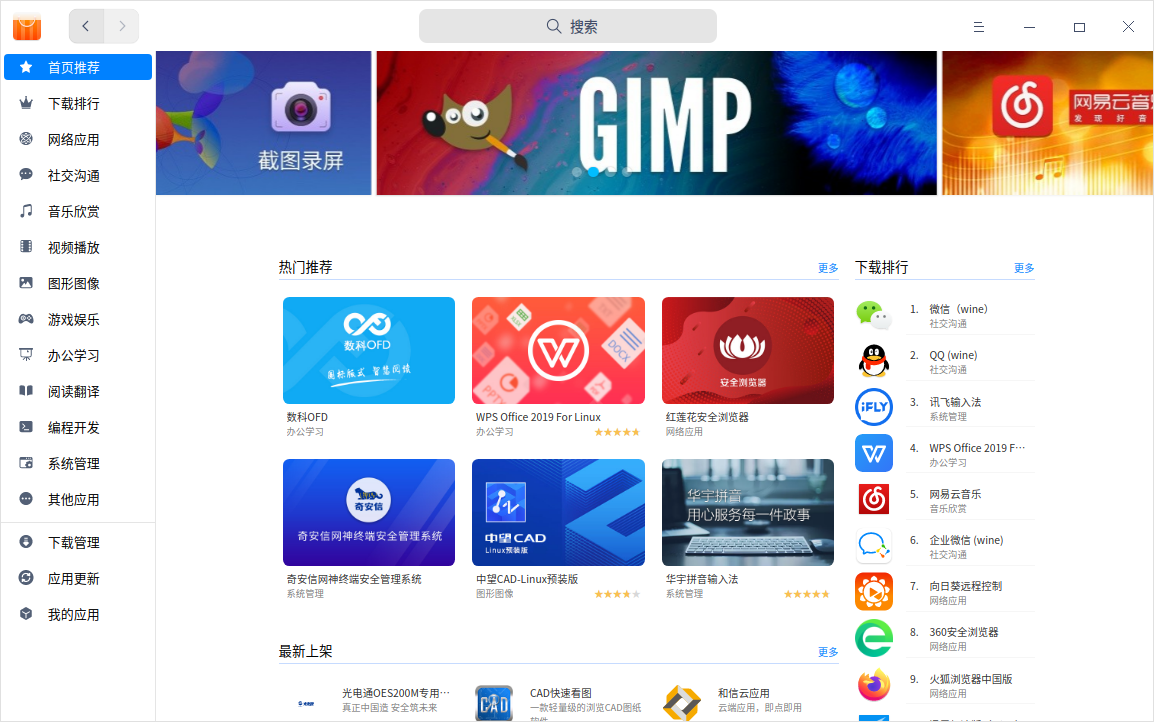 搜索
首页推荐
下载排行
网络应用
社交沟通
音乐欣赏
视频播放
图形图像
游戏娱乐
办公学习
阅读翻译
编程开发
系统管理
其他应用
下载管理
应用更新
我的应用
截图录屏
GIMP
网易云音
发现好音
热门推荐
更多
数科OFD
国标版式 智慧阅读
数科OFD
办公学习
PPTX
DOCX
WPS Office 2019 For Linux
办公学习
安全浏览器
红莲花安全浏览器
网络应用
奇安信
奇安信网神终端安全管理系统
奇安信网神终端安全管理系统
系统管理
中望CAD
Linux预装版
中望CAD-Linux预装版
图形图像
华宇拼音
用心服务每一件政事
华宇拼音输入法
系统管理
最新上架
更多
光电通OES200M专用…
真正中国造 安全筑未来
CAD
CAD快速看图
一款轻量级的浏览CAD图纸
软件
和信云应用
云端应用，即点即用
下载排行
更多
1. 微信（wine）
社交沟通
2. QQ (wine)
社交沟通
iFLY
3. 讯飞输入法
系统管理
4. WPS Office 2019 F…
办公学习
5. 网易云音乐
音乐欣赏
6. 企业微信 (wine)
社交沟通
7. 向日葵远程控制
网络应用
8. 360安全浏览器
网络应用
9. 火狐浏览器中国版
网络应用